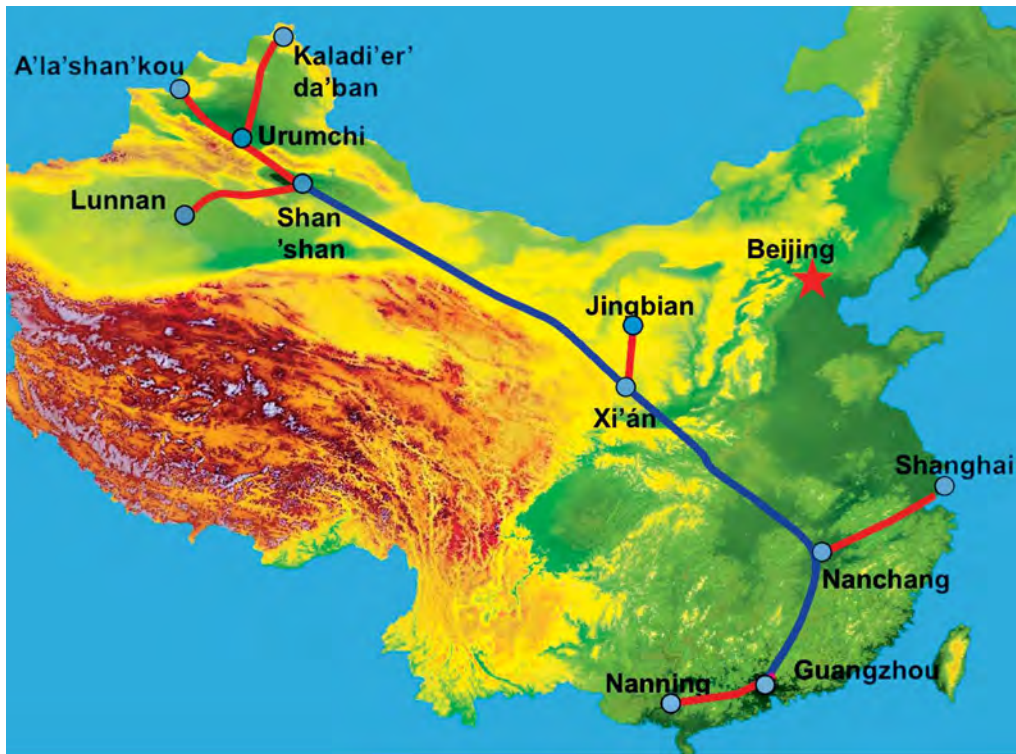 A'la'shan'kou
Kaladi'er'
da'ban
Urumchi
Lunnan
Shan
'shan
Beijing
Jingbian
Xi'án
Shanghai
Nanchang
Guangzhou
Nanning